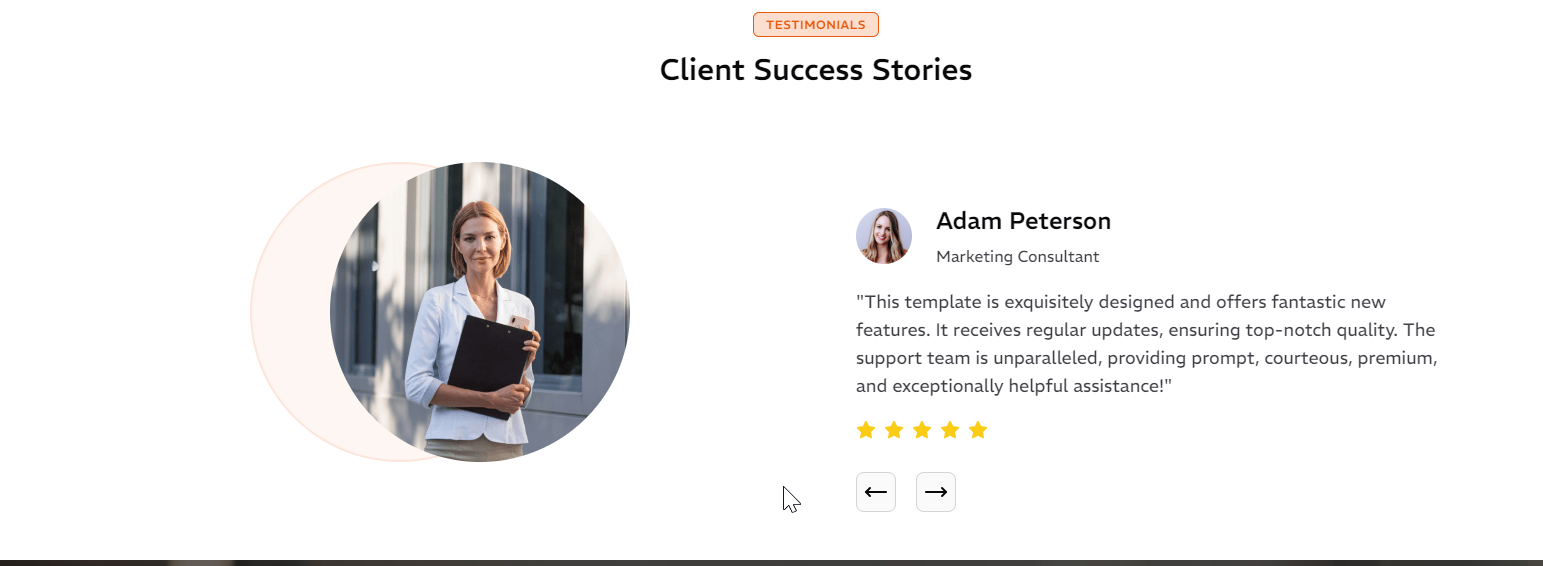 TESTIMONIALS
Client Success Stories
Adam Peterson
Marketing Consultant
"This template is exquisitely designed and offers fantastic new
features. It receives regular updates, ensuring top-notch quality. The
support team is unparalleled, providing prompt, courteous, premium,
and exceptionally helpful assistance!"